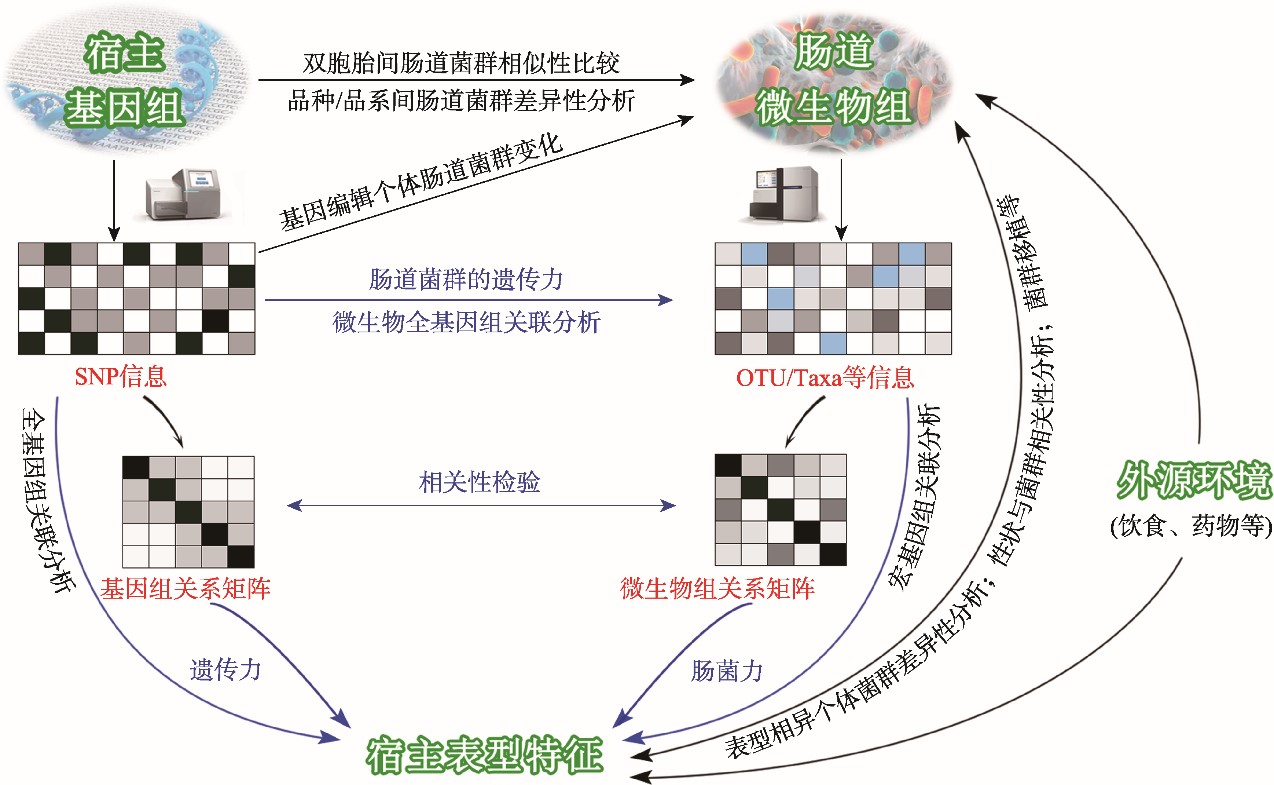 宿主
基因组
肠道
微生物组
双胞胎间肠道菌群相似性比较
品种/品系间肠道菌群差异性分析
基因编辑个体肠道菌群变化
肠道菌群的遗传力
微生物全基因组关联分析
SNP信息
OTU/Taxa等信息
全基因组关联分析
相关性检验
宏基因组关联分析
基因组关系矩阵
微生物组关系矩阵
遗传力
肠菌力
表型相异个体菌群差异性分析；性状与菌群相关性分析；菌群移植等
外源环境
(饮食、药物等)
宿主表型特征